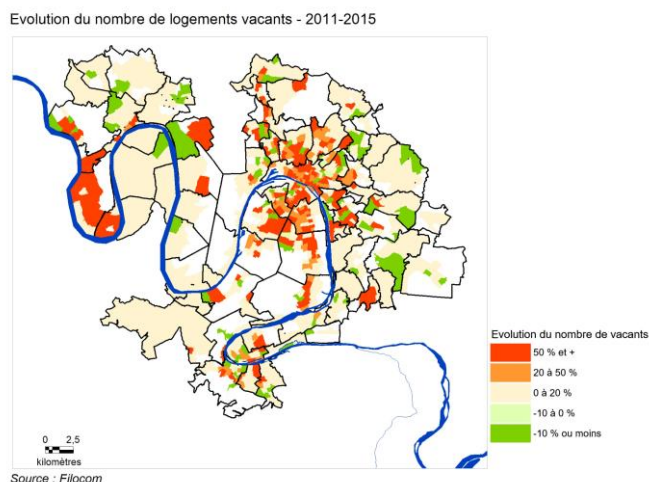 Evolution du nombre de logements vacants - 2011-2015
Evolution du nombre de vacants
50 % et +
20 à 50 %
0 à 20 %
-10 à 0 %
-10 % ou moins
0 2,5
kilomètres
Source : Filocom